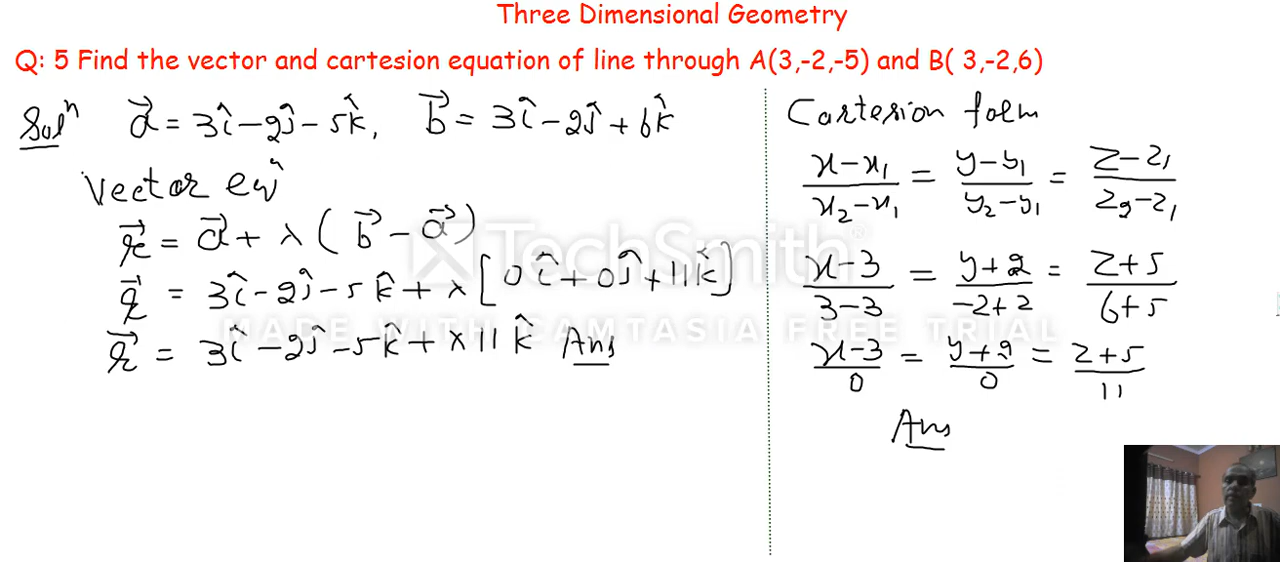 Three Dimensional Geometry
Q: 5 Find the vector and cartesion equation of line through A(3,-2,-5) and B( 3,-2,6)
Solⁿ a⃗ = 3î - 2ĵ - 5k̂, b⃗ = 3î - 2ĵ + 6k̂
Vector eqⁿ
r⃗ = a⃗ + λ ( b⃗ - a⃗ )
r⃗ = 3î - 2ĵ - 5k̂ + λ [ 0î + 0ĵ + 11k̂ ]
r⃗ = 3î - 2ĵ - 5k̂ + λ 11 k̂ Ans
Cartesion form
(x - x₁)/(x₂ - x₁) = (y - y₁)/(y₂ - y₁) = (z - z₁)/(z₂ - z₁)
(x - 3)/(3 - 3) = (y + 2)/(-2 + 2) = (z + 5)/(6 + 5)
(x - 3)/0 = (y + 2)/0 = (z + 5)/11
Ans
TechSmith
MADE WITH CAMTASIA FREE TRIAL